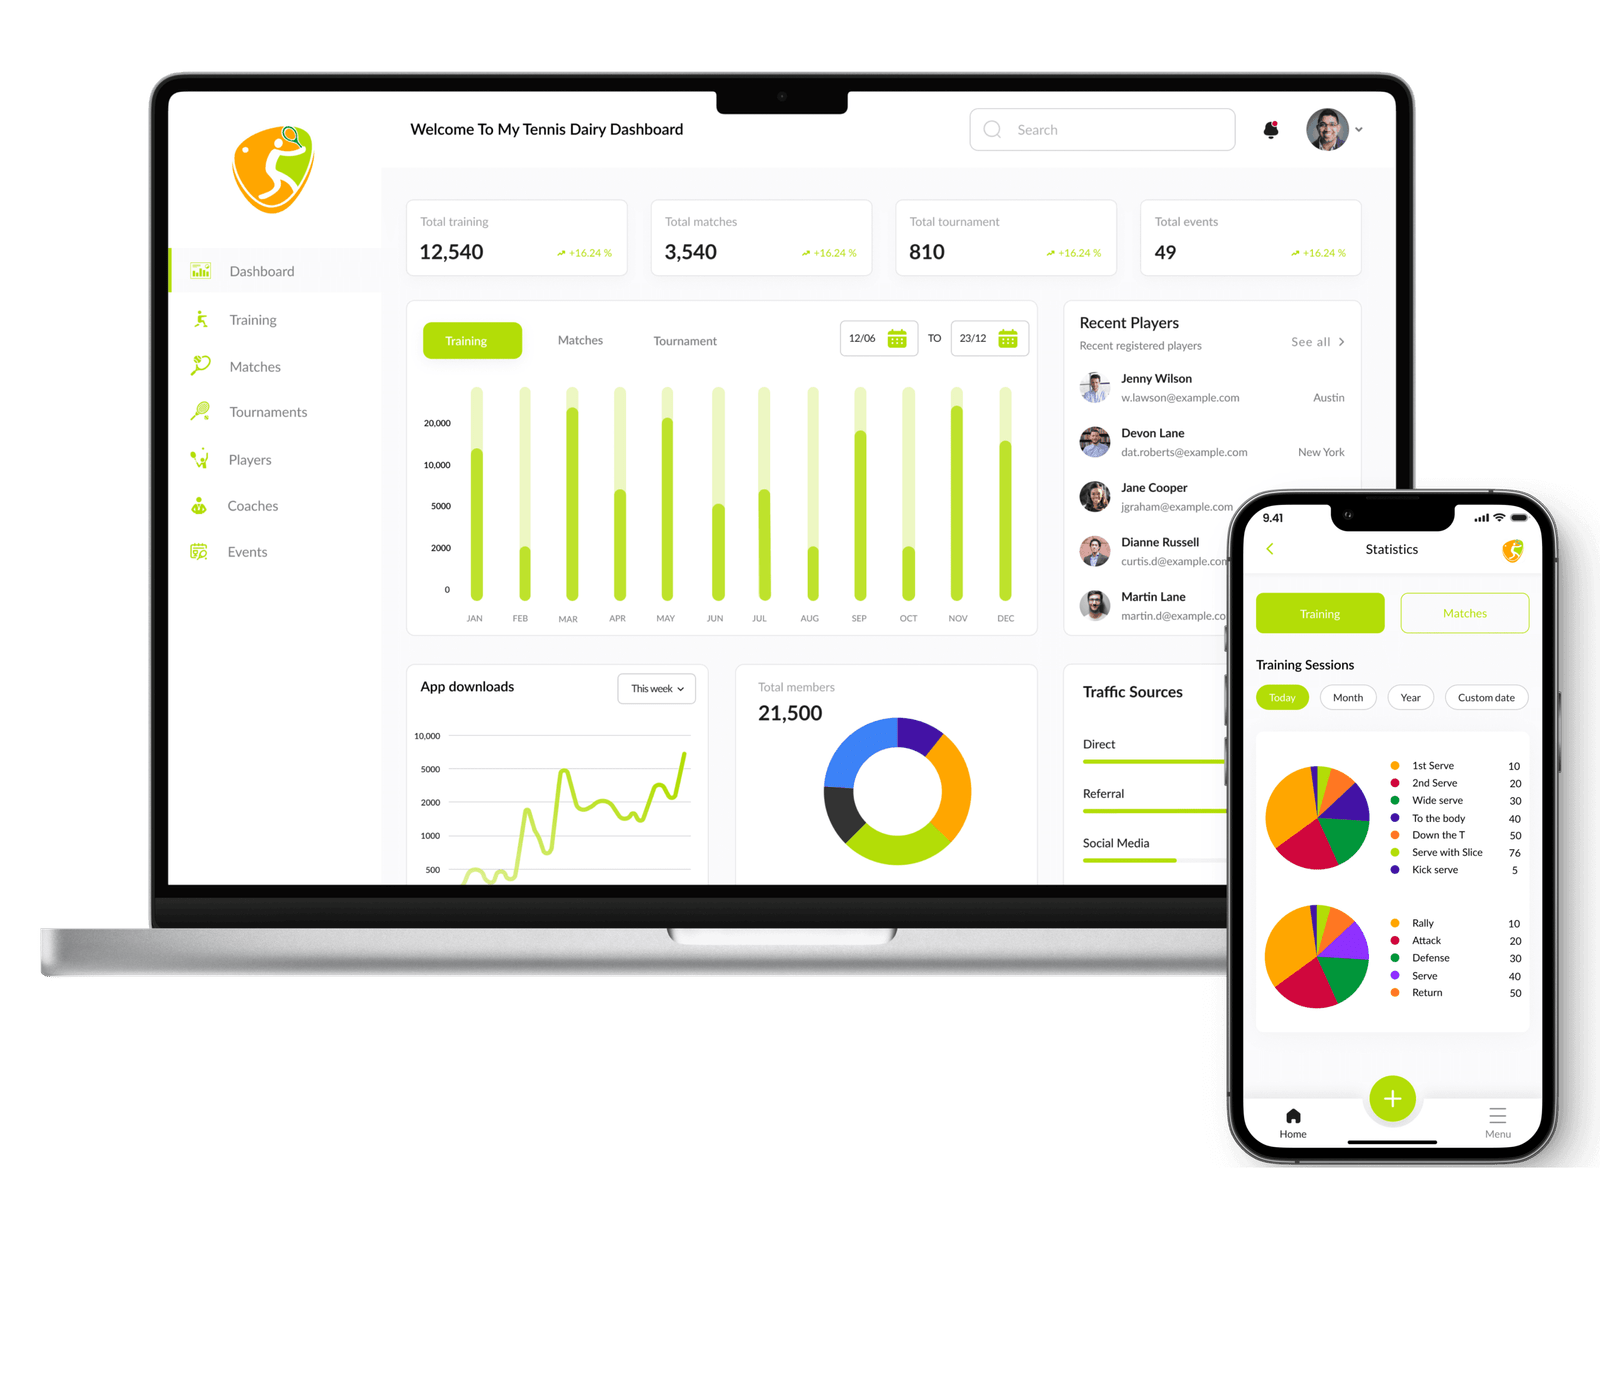 Welcome To My Tennis Dairy Dashboard
Search
Dashboard
Training
Matches
Tournaments
Players
Coaches
Events
Total training
12,540
+16.24 %
Total matches
3,540
+16.24 %
Total tournament
810
+16.24 %
Total events
49
+16.24 %
Training
Matches
Tournament
12/06
TO
23/12
20,000
10,000
5000
2000
0
JAN FEB MAR APR MAY JUN JUL AUG SEP OCT NOV DEC
Recent Players
Recent registered players
See all
Jenny Wilson
w.lawson@example.com
Austin
Devon Lane
dat.roberts@example.com
New York
Jane Cooper
jgraham@example.com
Dianne Russell
curtis.d@example.com
Martin Lane
martin.d@example.co
App downloads
This week
10,000
5000
2000
1000
500
Total members
21,500
Traffic Sources
Direct
Referral
Social Media
9.41
Statistics
Training
Matches
Training Sessions
Today
Month
Year
Custom date
1st Serve 10
2nd Serve 20
Wide serve 30
To the body 40
Down the T 50
Serve with Slice 76
Kick serve 5
Rally 10
Attack 20
Defense 30
Serve 40
Return 50
Home
Menu